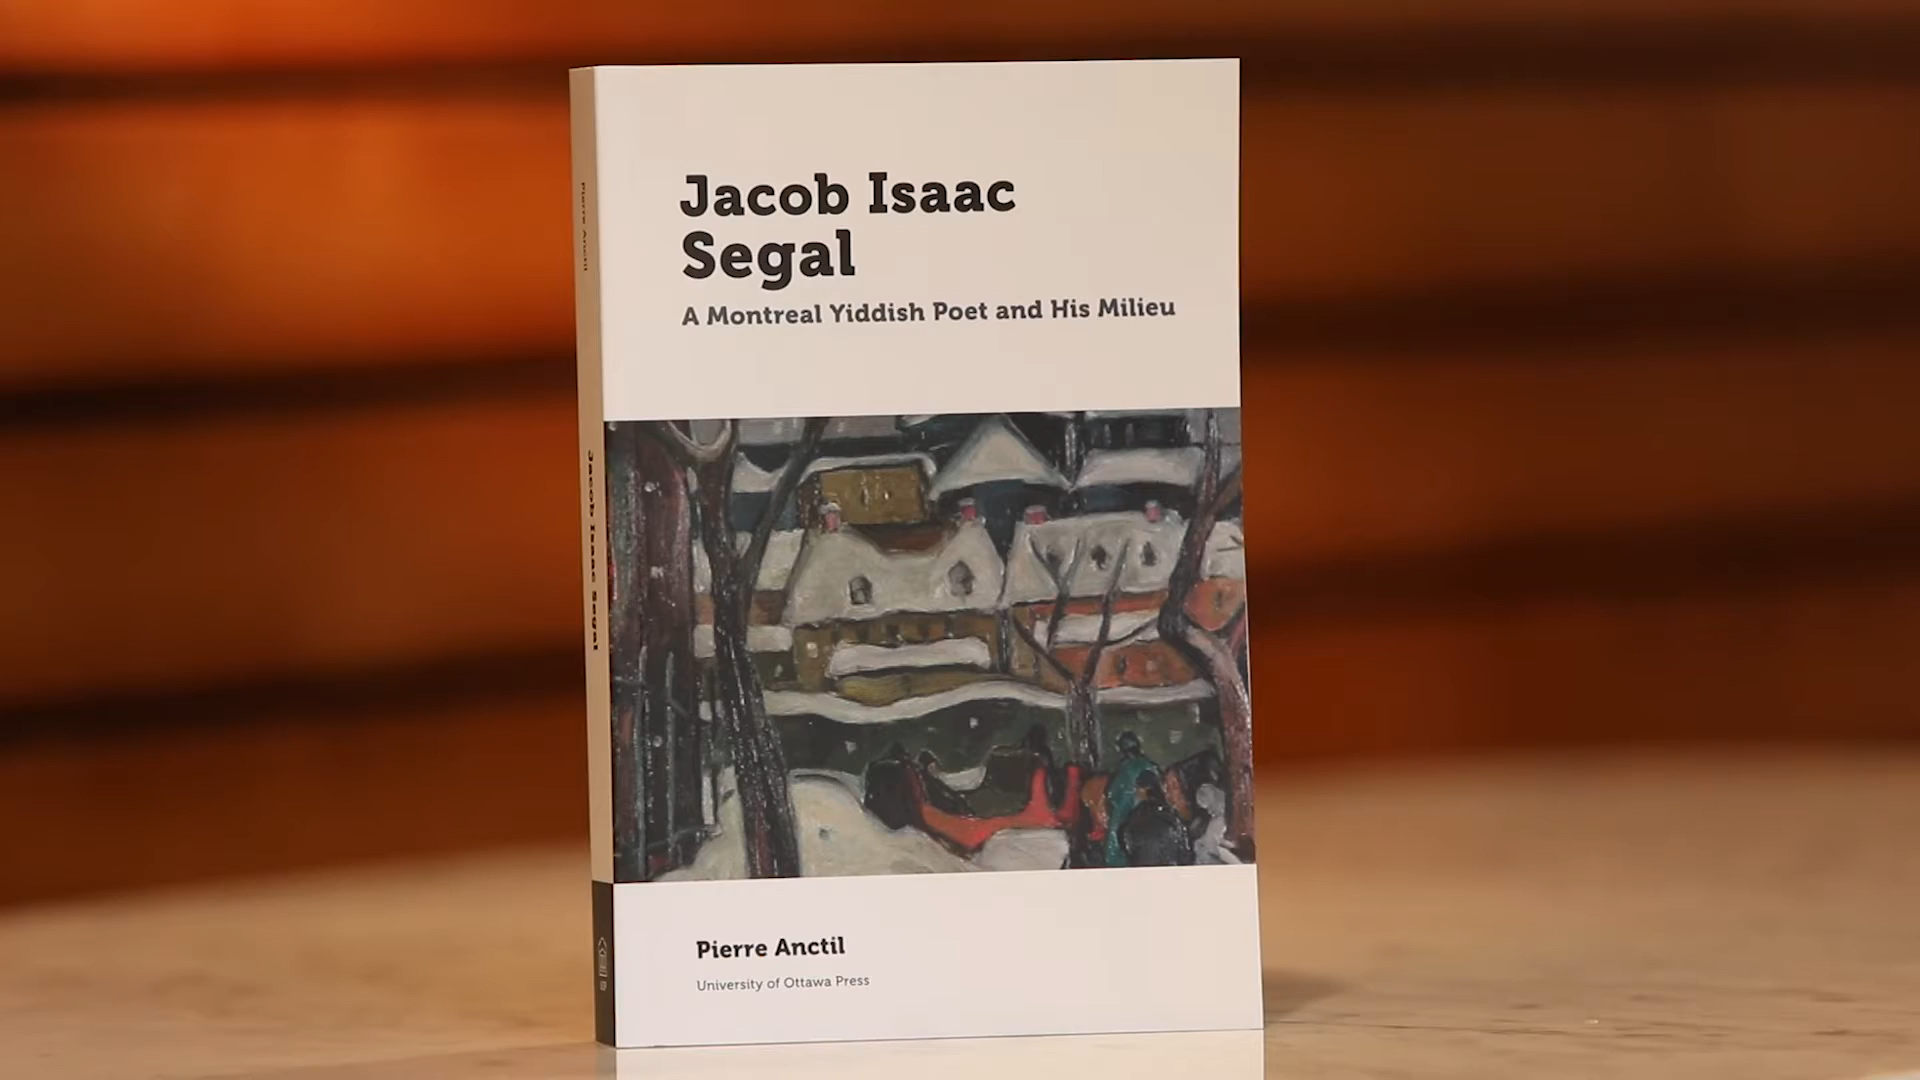 Jacob Isaac
Segal
A Montreal Yiddish Poet and His Milieu
Pierre Anctil
University of Ottawa Press
Pierre Anctil
Jacob Isaac Segal